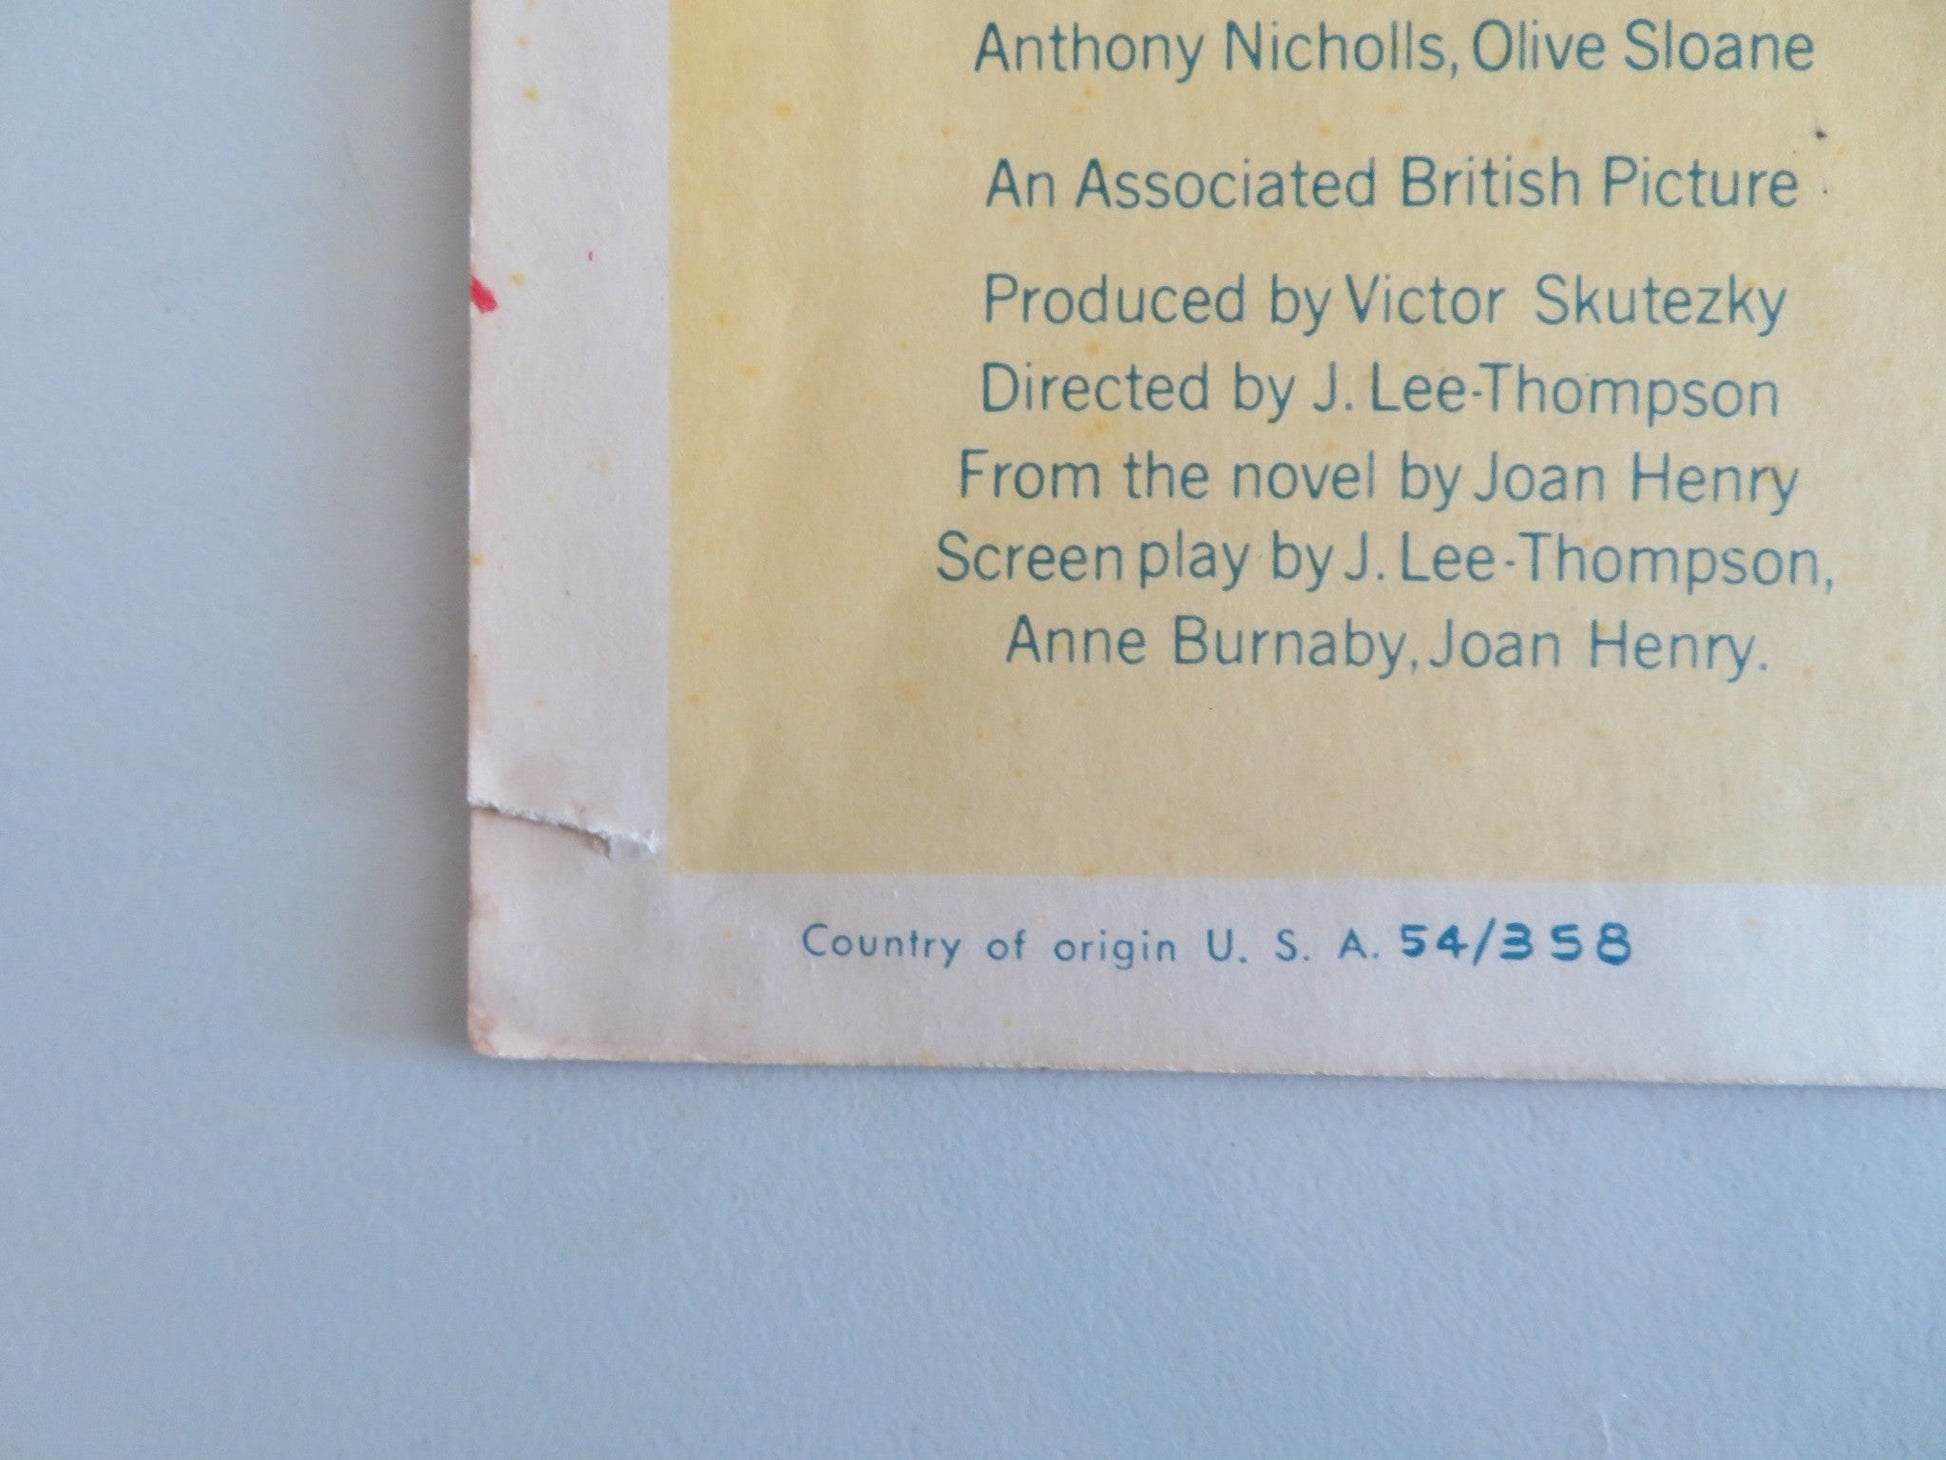 Anthony Nicholls, Olive Sloane
An Associated British Picture
Produced by Victor Skutezky
Directed by J. Lee-Thompson
From the novel by Joan Henry
Screen play by J. Lee-Thompson,
Anne Burnaby, Joan Henry.
Country of origin U. S. A. 54/358